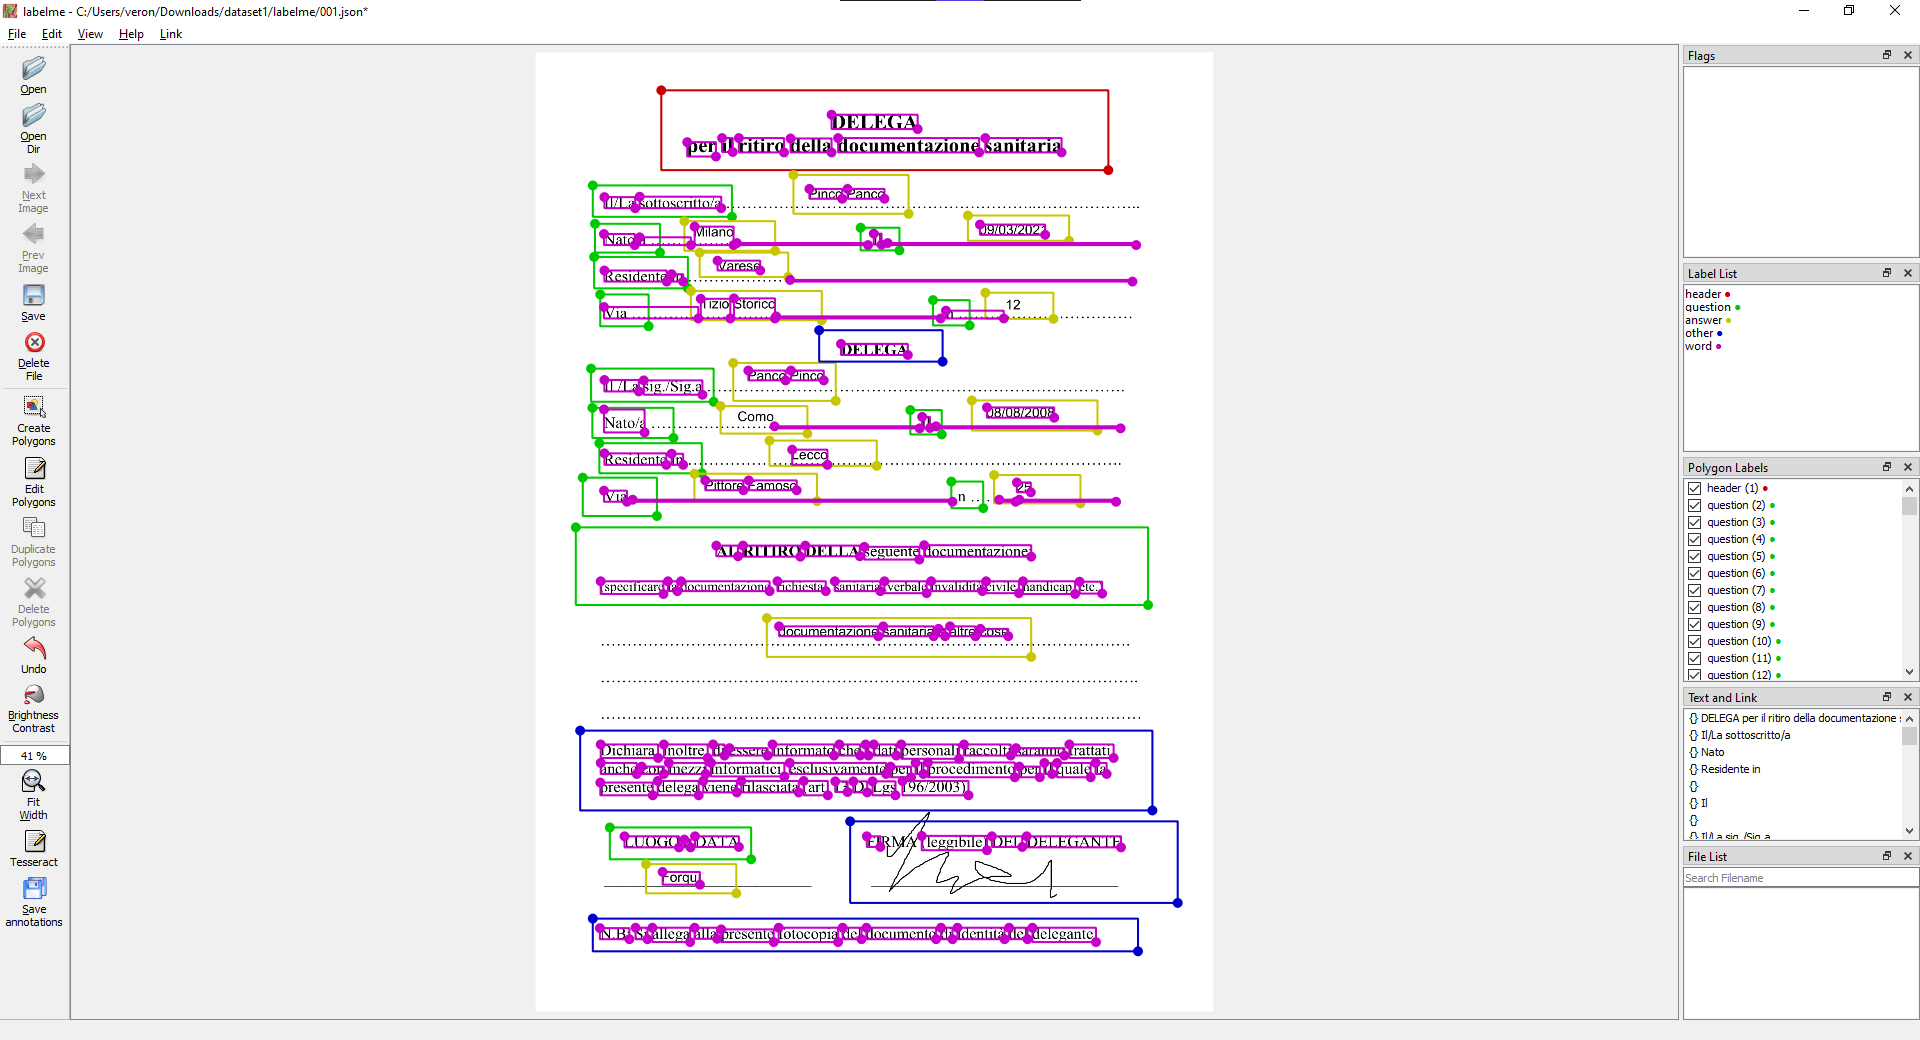 labelme - C:/Users/veron/Downloads/dataset1/labelme/001.json*
File Edit View Help Link
Open
Open Dir
Next Image
Prev Image
Save
Delete File
Create Polygons
Edit Polygons
Duplicate Polygons
Delete Polygons
Undo
Brightness Contrast
41 %
Fit Width
Tesseract
Save annotations
DELEGA
per il ritiro della documentazione sanitaria
Pinco Panco
Il/La sottoscritto/a
Nato/a Milano Il 09/03/2021
Residente in Varese
Via Tizio Storico n 12
DELEGA
Il/La sig./Sig.a Panco Pinco
Nato/a Como Il 08/08/2008
Residente in Lecco
Via Pittore Famoso n .... 25
AL RITIRO DELLA seguente documentazione
(specificare la documentazione richiesta: sanitaria, verbale invalidità civile, handicap, etc.
documentazione sanitaria e altre cose
Dichiara, inoltre, di essere informato che i dati personali raccolti saranno trattati
anche con mezzi informatici esclusivamente per il procedimento per il quale la
presente delega viene rilasciata (art. 13 D. Lgs 196/2003)
LUOGO E DATA
Forqu
FIRMA (leggibile) DEL DELEGANTE
N.B. Si allega alla presente fotocopia del documento di identità del delegante.
Flags
Label List
header
question
answer
other
word
Polygon Labels
header (1)
question (2)
question (3)
question (4)
question (5)
question (6)
question (7)
question (8)
question (9)
question (10)
question (11)
question (12)
Text and Link
{} DELEGA per il ritiro della documentazione
{} Il/La sottoscritto/a
{} Nato
{} Residente in
{}
{} Il
{}
{} Il/La sig./Sig.a
File List
Search Filename